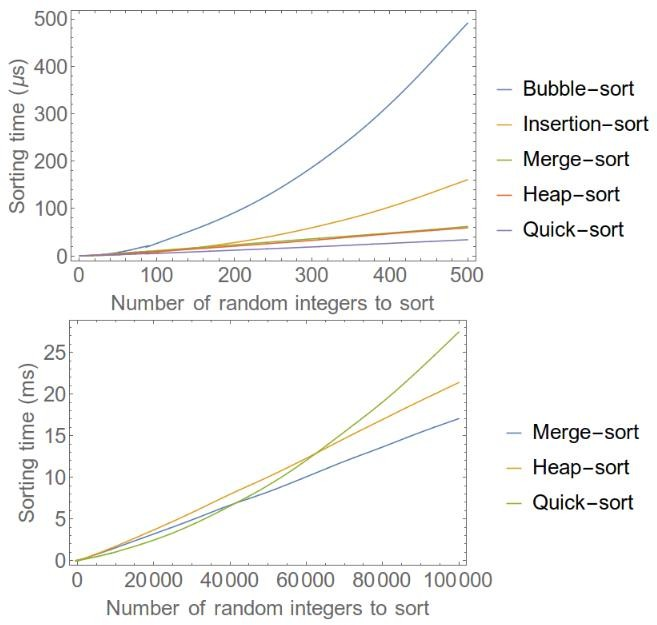 500
400
300
200
100
0
Sorting time (μs)
0 100 200 300 400 500
Number of random integers to sort
Bubble-sort
Insertion-sort
Merge-sort
Heap-sort
Quick-sort
25
20
15
10
5
0
Sorting time (ms)
0 20000 40000 60000 80000 100000
Number of random integers to sort
Merge-sort
Heap-sort
Quick-sort